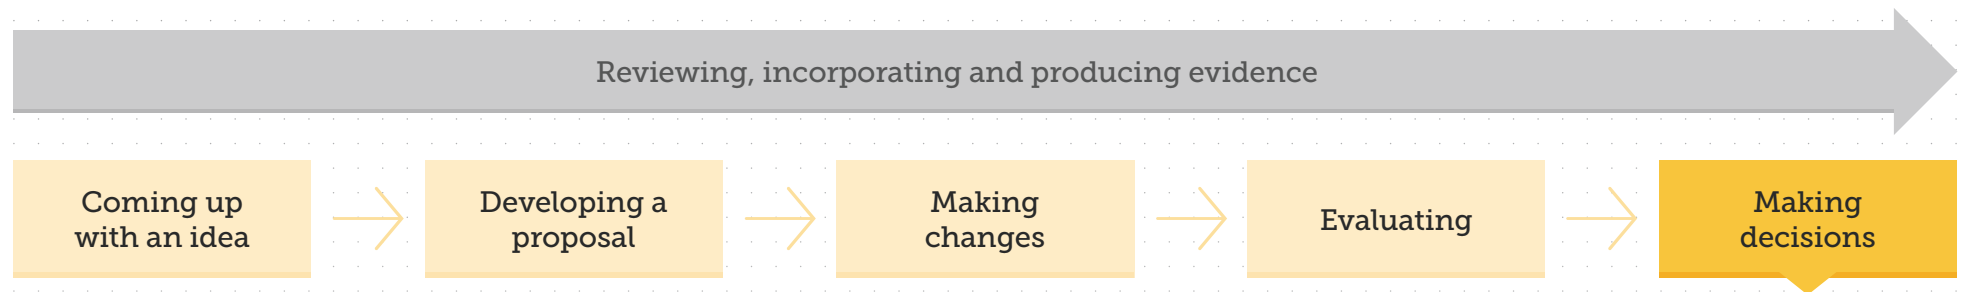 Reviewing, incorporating and producing evidence
Coming up
with an idea
Developing a
proposal
Making
changes
Evaluating
Making
decisions